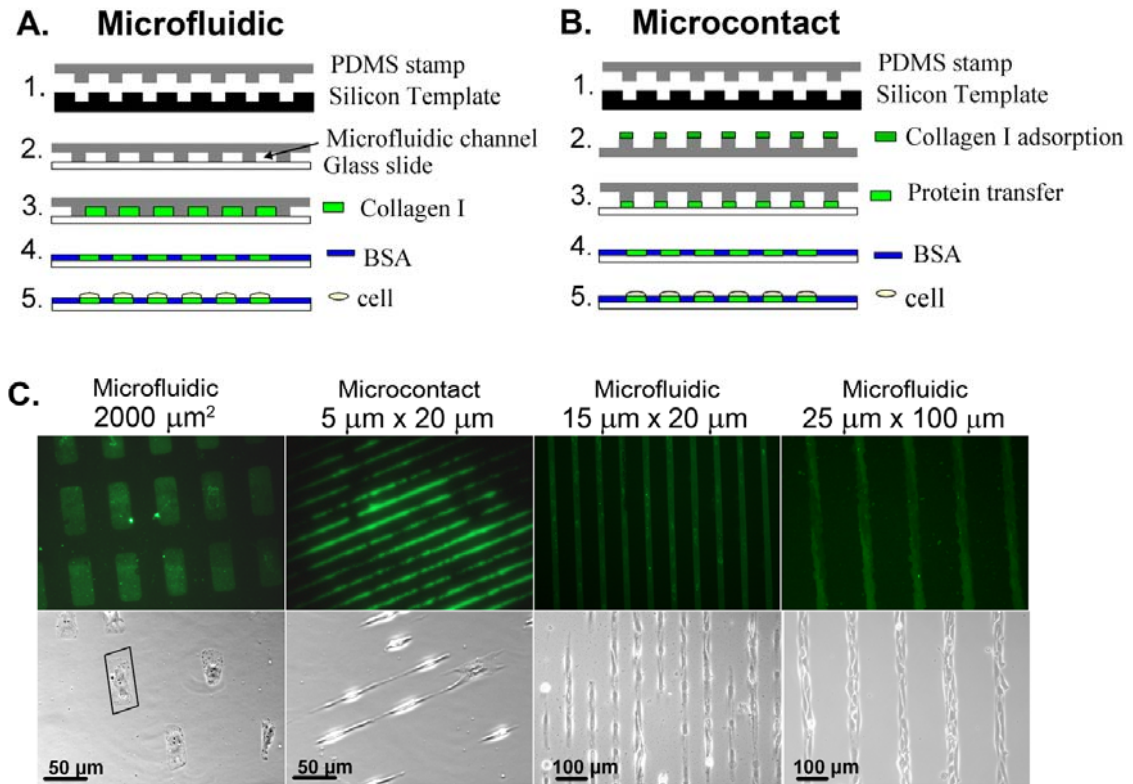 A. Microfluidic
1. PDMS stamp
Silicon Template
2. Microfluidic channel
Glass slide
3. Collagen I
4. BSA
5. cell
B. Microcontact
1. PDMS stamp
Silicon Template
2. Collagen I adsorption
3. Protein transfer
4. BSA
5. cell
C.
Microfluidic
2000 µm²
Microcontact
5 µm x 20 µm
Microfluidic
15 µm x 20 µm
Microfluidic
25 µm x 100 µm
50 µm
50 µm
100 µm
100 µm